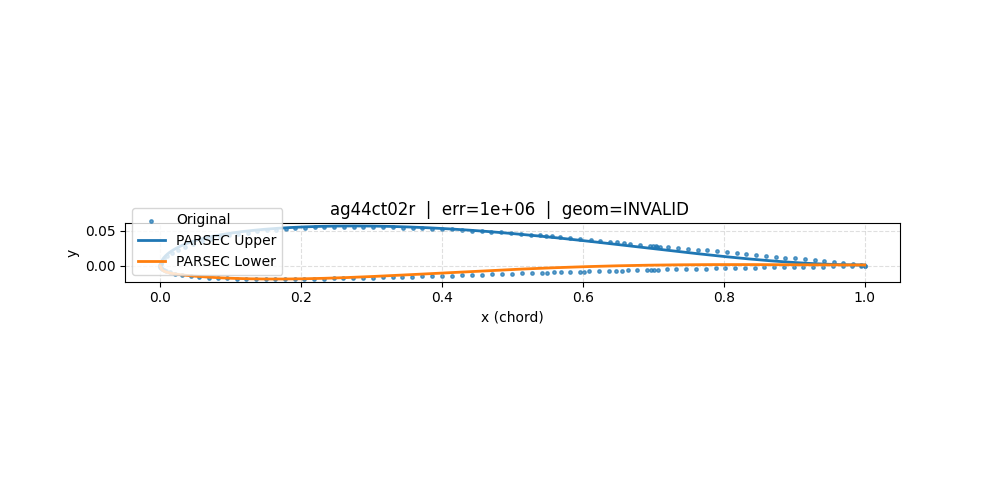 ag44ct02r | err=1e+06 | geom=INVALID
Original
PARSEC Upper
PARSEC Lower
0.05
0.00
y
0.0 0.2 0.4 0.6 0.8 1.0
x (chord)